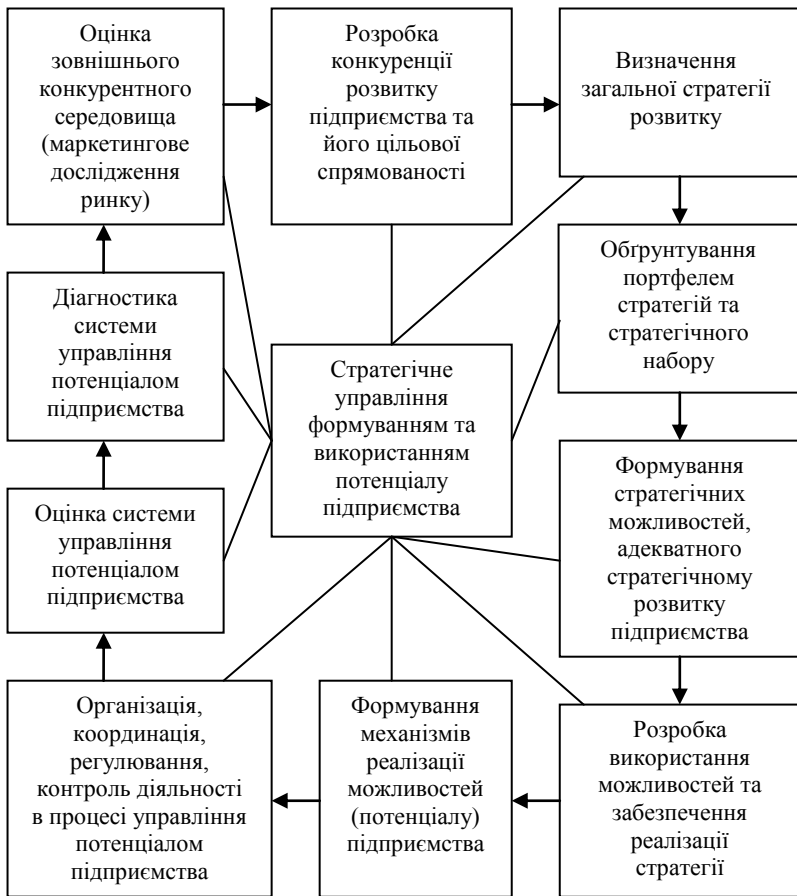 Оцінка
зовнішнього
конкурентного
середовища
(маркетингове
дослідження
ринку)
Розробка
конкуренції
розвитку
підприємства та
його цільової
спрямованості
Визначення
загальної стратегії
розвитку
Обґрунтування
портфелем
стратегій та
стратегічного
набору
Діагностика
системи
управління
потенціалом
підприємства
Стратегічне
управління
формуванням та
використанням
потенціалу
підприємства
Формування
стратегічних
можливостей,
адекватного
стратегічному
розвитку
підприємства
Оцінка системи
управління
потенціалом
підприємства
Організація,
координація,
регулювання,
контроль діяльності
в процесі управління
потенціалом
підприємства
Формування
механізмів
реалізації
можливостей
(потенціалу)
підприємства
Розробка
використання
можливостей та
забезпечення
реалізації
стратегії